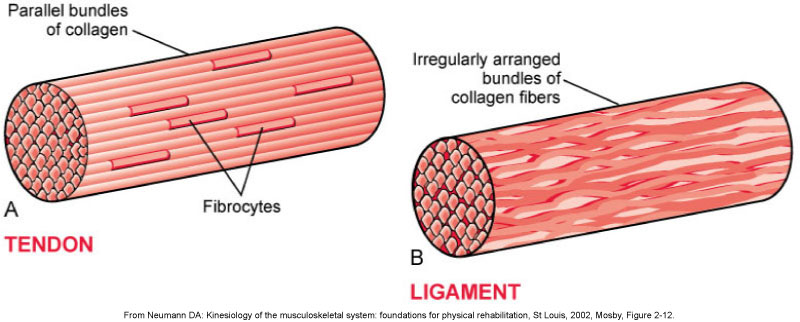 Parallel bundles
of collagen
Fibrocytes
A
TENDON
Irregularly arranged
bundles of
collagen fibers
B
LIGAMENT
From Neumann DA: Kinesiology of the musculoskeletal system: foundations for physical rehabilitation, St Louis, 2002, Mosby, Figure 2-12.